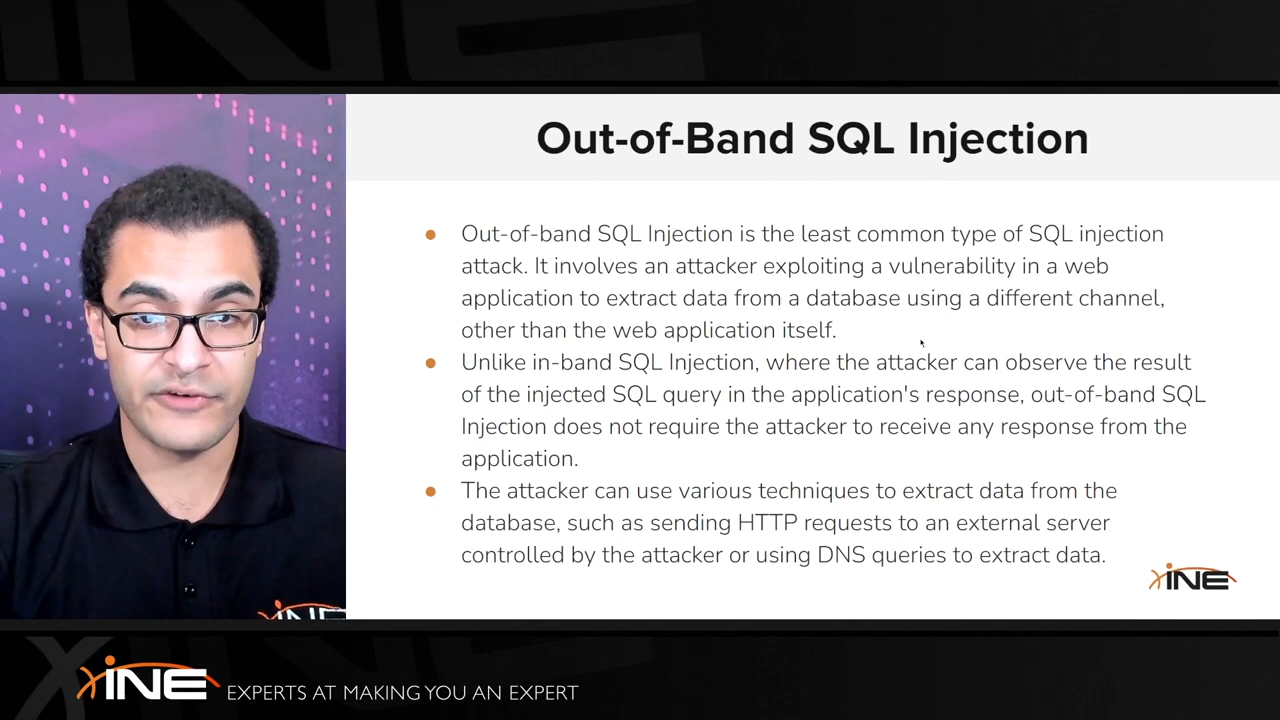 Out-of-Band SQL Injection
● Out-of-band SQL Injection is the least common type of SQL injection
attack. It involves an attacker exploiting a vulnerability in a web
application to extract data from a database using a different channel,
other than the web application itself.
● Unlike in-band SQL Injection, where the attacker can observe the result
of the injected SQL query in the application's response, out-of-band SQL
Injection does not require the attacker to receive any response from the
application.
● The attacker can use various techniques to extract data from the
database, such as sending HTTP requests to an external server
controlled by the attacker or using DNS queries to extract data.
INE
INE
INE EXPERTS AT MAKING YOU AN EXPERT